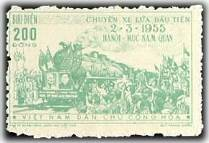 BƯU ĐIỆN
200
ĐỒNG
CHUYẾN XE LỬA ĐẦU TIÊN
2-3-1955
HÀNỘI-MỤC-NAM QUAN
VIỆT NAM DÂN CHỦ CỘNG HÒA